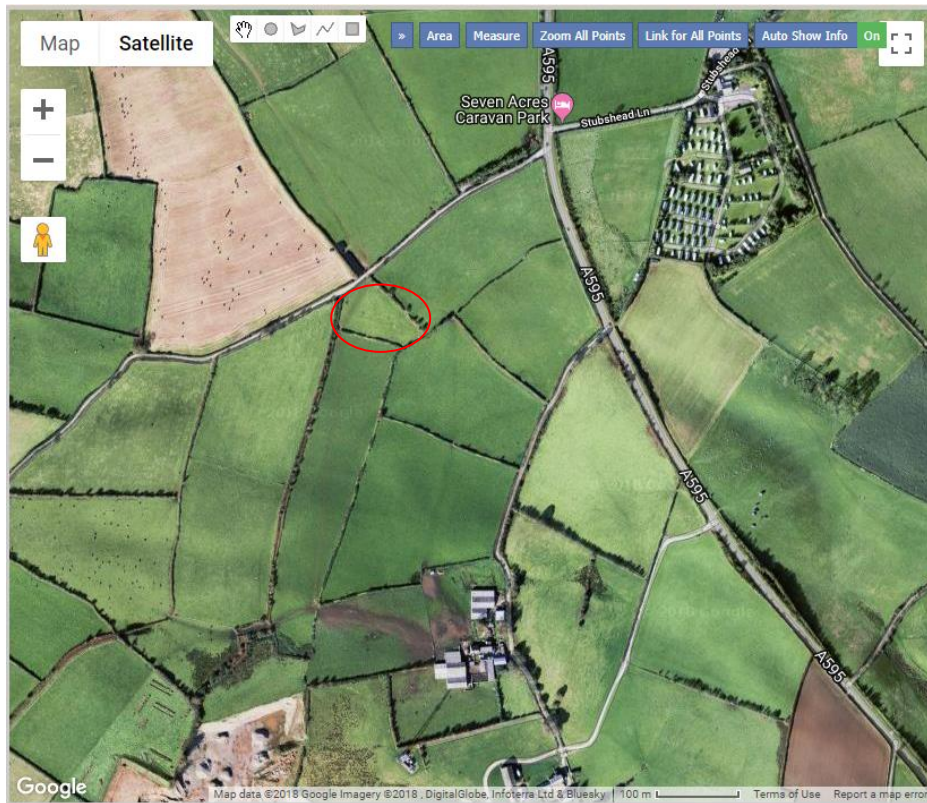 Map Satellite
» Area Measure Zoom All Points Link for All Points Auto Show Info On
A595
Stubshead
Seven Acres
Caravan Park
Stubshead Ln
A595
A595
A595
Google
Map data ©2018 Google Imagery ©2018 , DigitalGlobe, Infoterra Ltd & Bluesky 100 m Terms of Use Report a map error